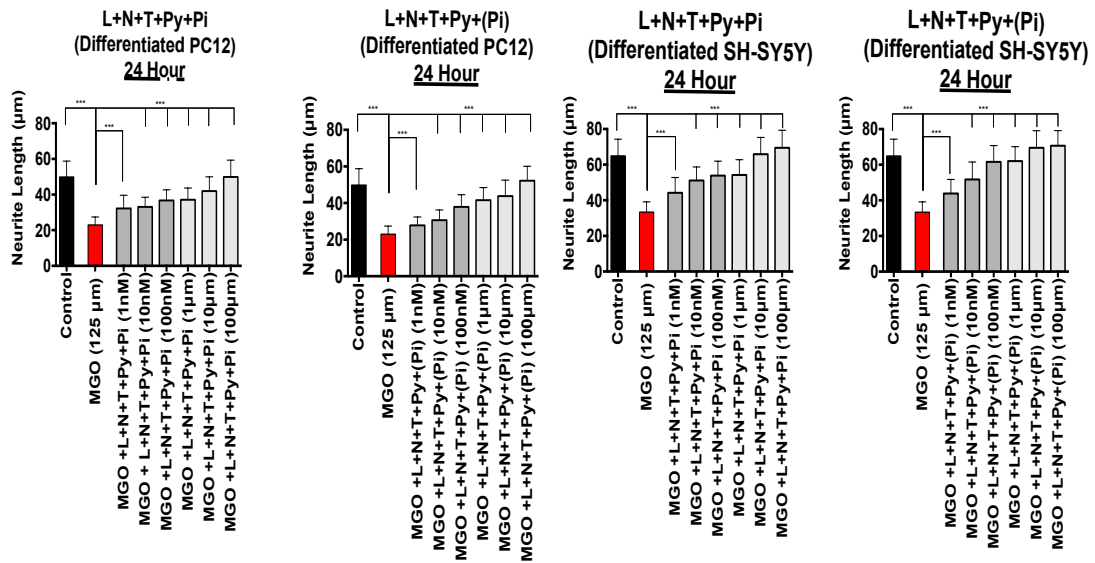 L+N+T+Py+Pi
(Differentiated PC12)
24 Hour
Neurite Length (µm)
80
60
40
20
0
***
***
***
Control
MGO (125 µm)
MGO +L+N+T+Py+Pi (1nM)
MGO +L+N+T+Py+Pi (10nM)
MGO +L+N+T+Py+Pi (100nM)
MGO +L+N+T+Py+Pi (1µm)
MGO +L+N+T+Py+Pi (10µm)
MGO +L+N+T+Py+Pi (100µm)
L+N+T+Py+(Pi)
(Differentiated PC12)
24 Hour
Neurite Length (µm)
80
60
40
20
0
***
***
***
Control
MGO (125 µm)
MGO +L+N+T+Py+(Pi) (1nM)
MGO +L+N+T+Py+(Pi) (10nM)
MGO +L+N+T+Py+(Pi) (100nM)
MGO +L+N+T+Py+(Pi) (1µm)
MGO +L+N+T+Py+(Pi) (10µm)
MGO +L+N+T+Py+(Pi) (100µm)
L+N+T+Py+Pi
(Differentiated SH-SY5Y)
24 Hour
Neurite Length (µm)
80
60
40
20
0
***
***
***
Control
MGO (125 µm)
MGO +L+N+T+Py+Pi (1nM)
MGO +L+N+T+Py+Pi (10nM)
MGO +L+N+T+Py+Pi (100nM)
MGO +L+N+T+Py+Pi (1µm)
MGO +L+N+T+Py+Pi (10µm)
MGO +L+N+T+Py+Pi (100µm)
L+N+T+Py+(Pi)
(Differentiated SH-SY5Y)
24 Hour
Neurite Length (µm)
80
60
40
20
0
***
***
***
Control
MGO (125 µm)
MGO +L+N+T+Py+(Pi) (1nM)
MGO +L+N+T+Py+(Pi) (10nM)
MGO +L+N+T+Py+(Pi) (100nM)
MGO +L+N+T+Py+(Pi) (1µm)
MGO +L+N+T+Py+(Pi) (10µm)
MGO +L+N+T+Py+(Pi) (100µm)